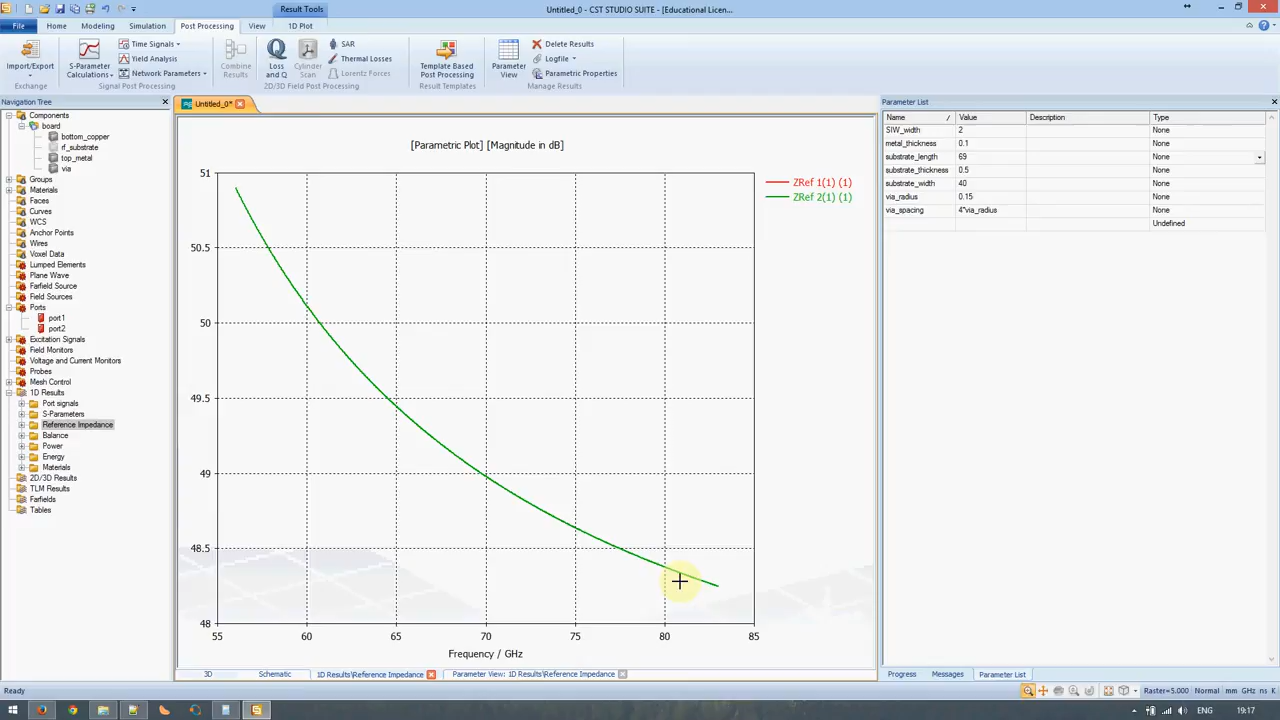 Result Tools
Untitled_0 - CST STUDIO SUITE - [Educational Licen...
File Home Modeling Simulation Post Processing View 1D Plot
Import/Export
Exchange
S-Parameter Calculations
Time Signals
Yield Analysis
Network Parameters
Signal Post Processing
Combine Results
Loss and Q
Cylinder Scan
SAR
Thermal Losses
Lorentz Forces
2D/3D Field Post Processing
Template Based Post Processing
Result Templates
Parameter View
Delete Results
Logfile
Parametric Properties
Manage Results
Navigation Tree
Components
board
bottom_copper
rf_substrate
top_metal
via
Groups
Materials
Faces
Curves
WCS
Anchor Points
Wires
Voxel Data
Lumped Elements
Plane Wave
Farfield Source
Field Sources
Ports
port1
port2
Excitation Signals
Field Monitors
Voltage and Current Monitors
Probes
Mesh Control
1D Results
Port signals
S-Parameters
Reference Impedance
Balance
Power
Energy
Materials
2D/3D Results
TLM Results
Farfields
Tables
Untitled_0*
[Parametric Plot] [Magnitude in dB]
ZRef 1(1) (1)
ZRef 2(1) (1)
51
50.5
50
49.5
49
48.5
48
55 60 65 70 75 80 85
Frequency / GHz
3D Schematic 1D Results\Reference Impedance Parameter View: 1D Results\Reference Impedance
Parameter List
Name Value Description Type
SIW_width 2 None
metal_thickness 0.1 None
substrate_length 69 None
substrate_thickness 0.5 None
substrate_width 40 None
via_radius 0.15 None
via_spacing 4*via_radius None
Undefined
Progress Messages Parameter List
Ready
Raster=5.000 Normal mm GHz ns K
ENG 19:17